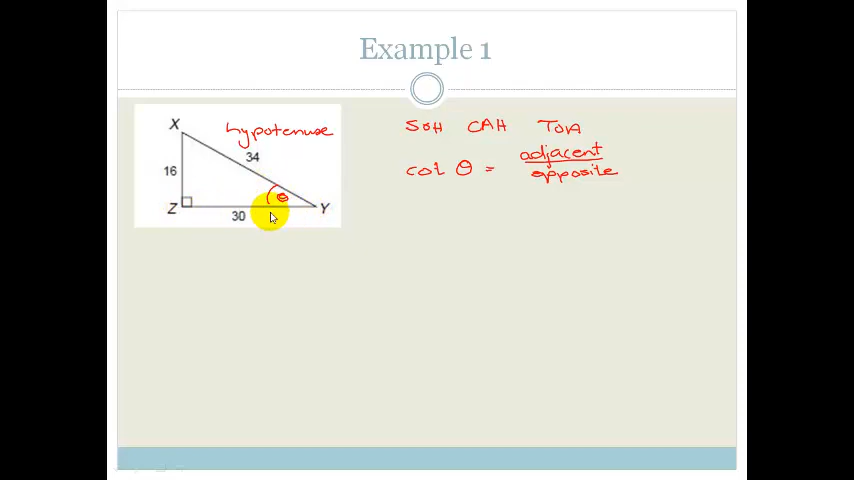 Example 1
X
hypotenuse
34
16
θ
Z
Y
30
SOH CAH TOA
cot θ = adjacent
opposite